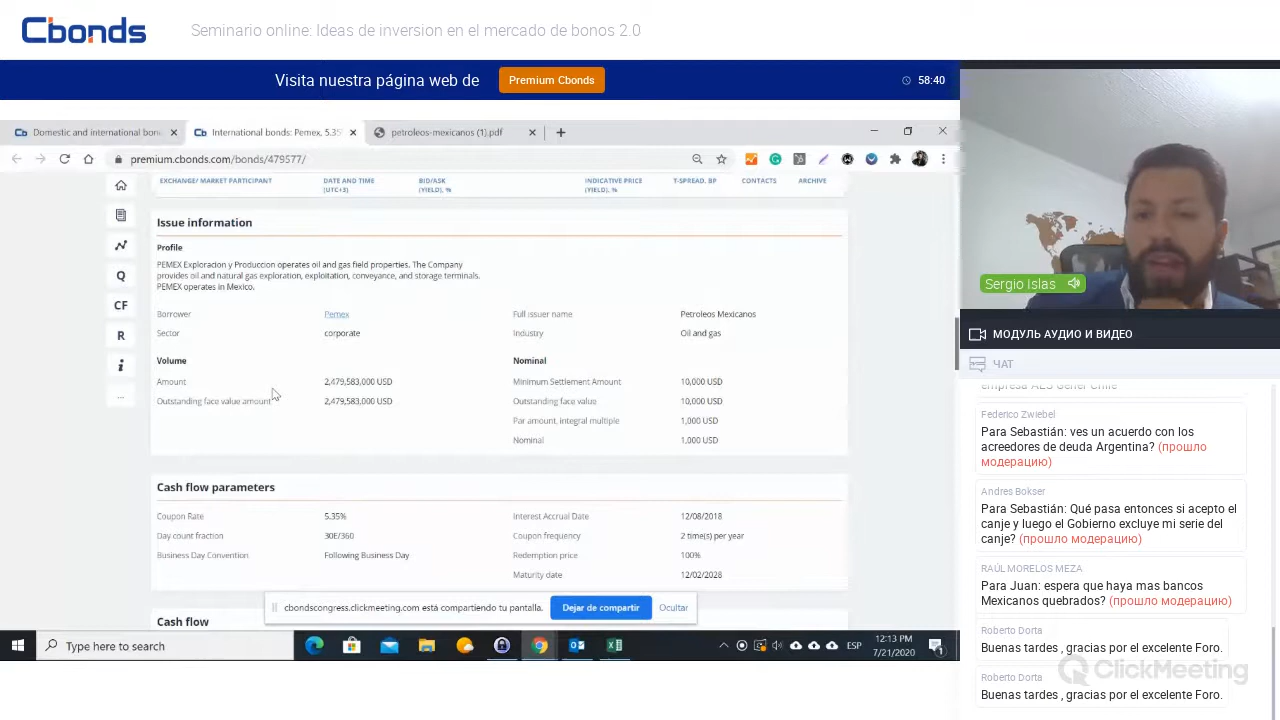 Cbonds
Seminario online: Ideas de inversion en el mercado de bonos 2.0
Visita nuestra página web de
Premium Cbonds
58:40
Domestic and international bon
International bonds: Pemex, 5.35
petroleos-mexicanos (1).pdf
premium.cbonds.com/bonds/479577/
EXCHANGE/ MARKET PARTICIPANT
DATE AND TIME
(UTC+2)
BID/ASK
(YIELD), %
INDICATIVE PRICE
(YIELD), %
T-SPREAD, BP
CONTACTS
ARCHIVE
Issue information
Profile
PEMEX Exploracion y Produccion operates oil and gas field properties. The Company
provides oil and natural gas exploration, exploitation, conveyance, and storage terminals.
PEMEX operates in Mexico.
Borrower
Pemex
Full issuer name
Petroleos Mexicanos
Sector
corporate
Industry
Oil and gas
Volume
Nominal
Amount
2,479,583,000 USD
Minimum Settlement Amount
10,000 USD
Outstanding face value amount
2,479,583,000 USD
Outstanding face value
10,000 USD
Par amount, integral multiple
1,000 USD
Nominal
1,000 USD
Cash flow parameters
Coupon Rate
5.35%
Interest Accrual Date
12/08/2018
Day count fraction
30E/360
Coupon frequency
2 time(s) per year
Business Day Convention
Following Business Day
Redemption price
100%
Maturity date
12/02/2028
Cash flow
Q
CF
R
i
...
cbondscongress.clickmeeting.com está compartiendo tu pantalla.
Dejar de compartir
Ocultar
Type here to search
ESP
12:13 PM
7/21/2020
1
Sergio Islas
МОДУЛЬ АУДИО И ВИДЕО
ЧАТ
empresa AES Gener Chile
Federico Zwiebel
Para Sebastián: ves un acuerdo con los
acreedores de deuda Argentina? (прошло
модерацию)
Andres Bokser
Para Sebastián: Qué pasa entonces si acepto el
canje y luego el Gobierno excluye mi serie del
canje? (прошло модерацию)
RAÚL MORELOS MEZA
Para Juan: espera que haya mas bancos
Mexicanos quebrados? (прошло модерацию)
Roberto Dorta
Buenas tardes , gracias por el excelente Foro.
Roberto Dorta
Buenas tardes , gracias por el excelente Foro.
ClickMeeting